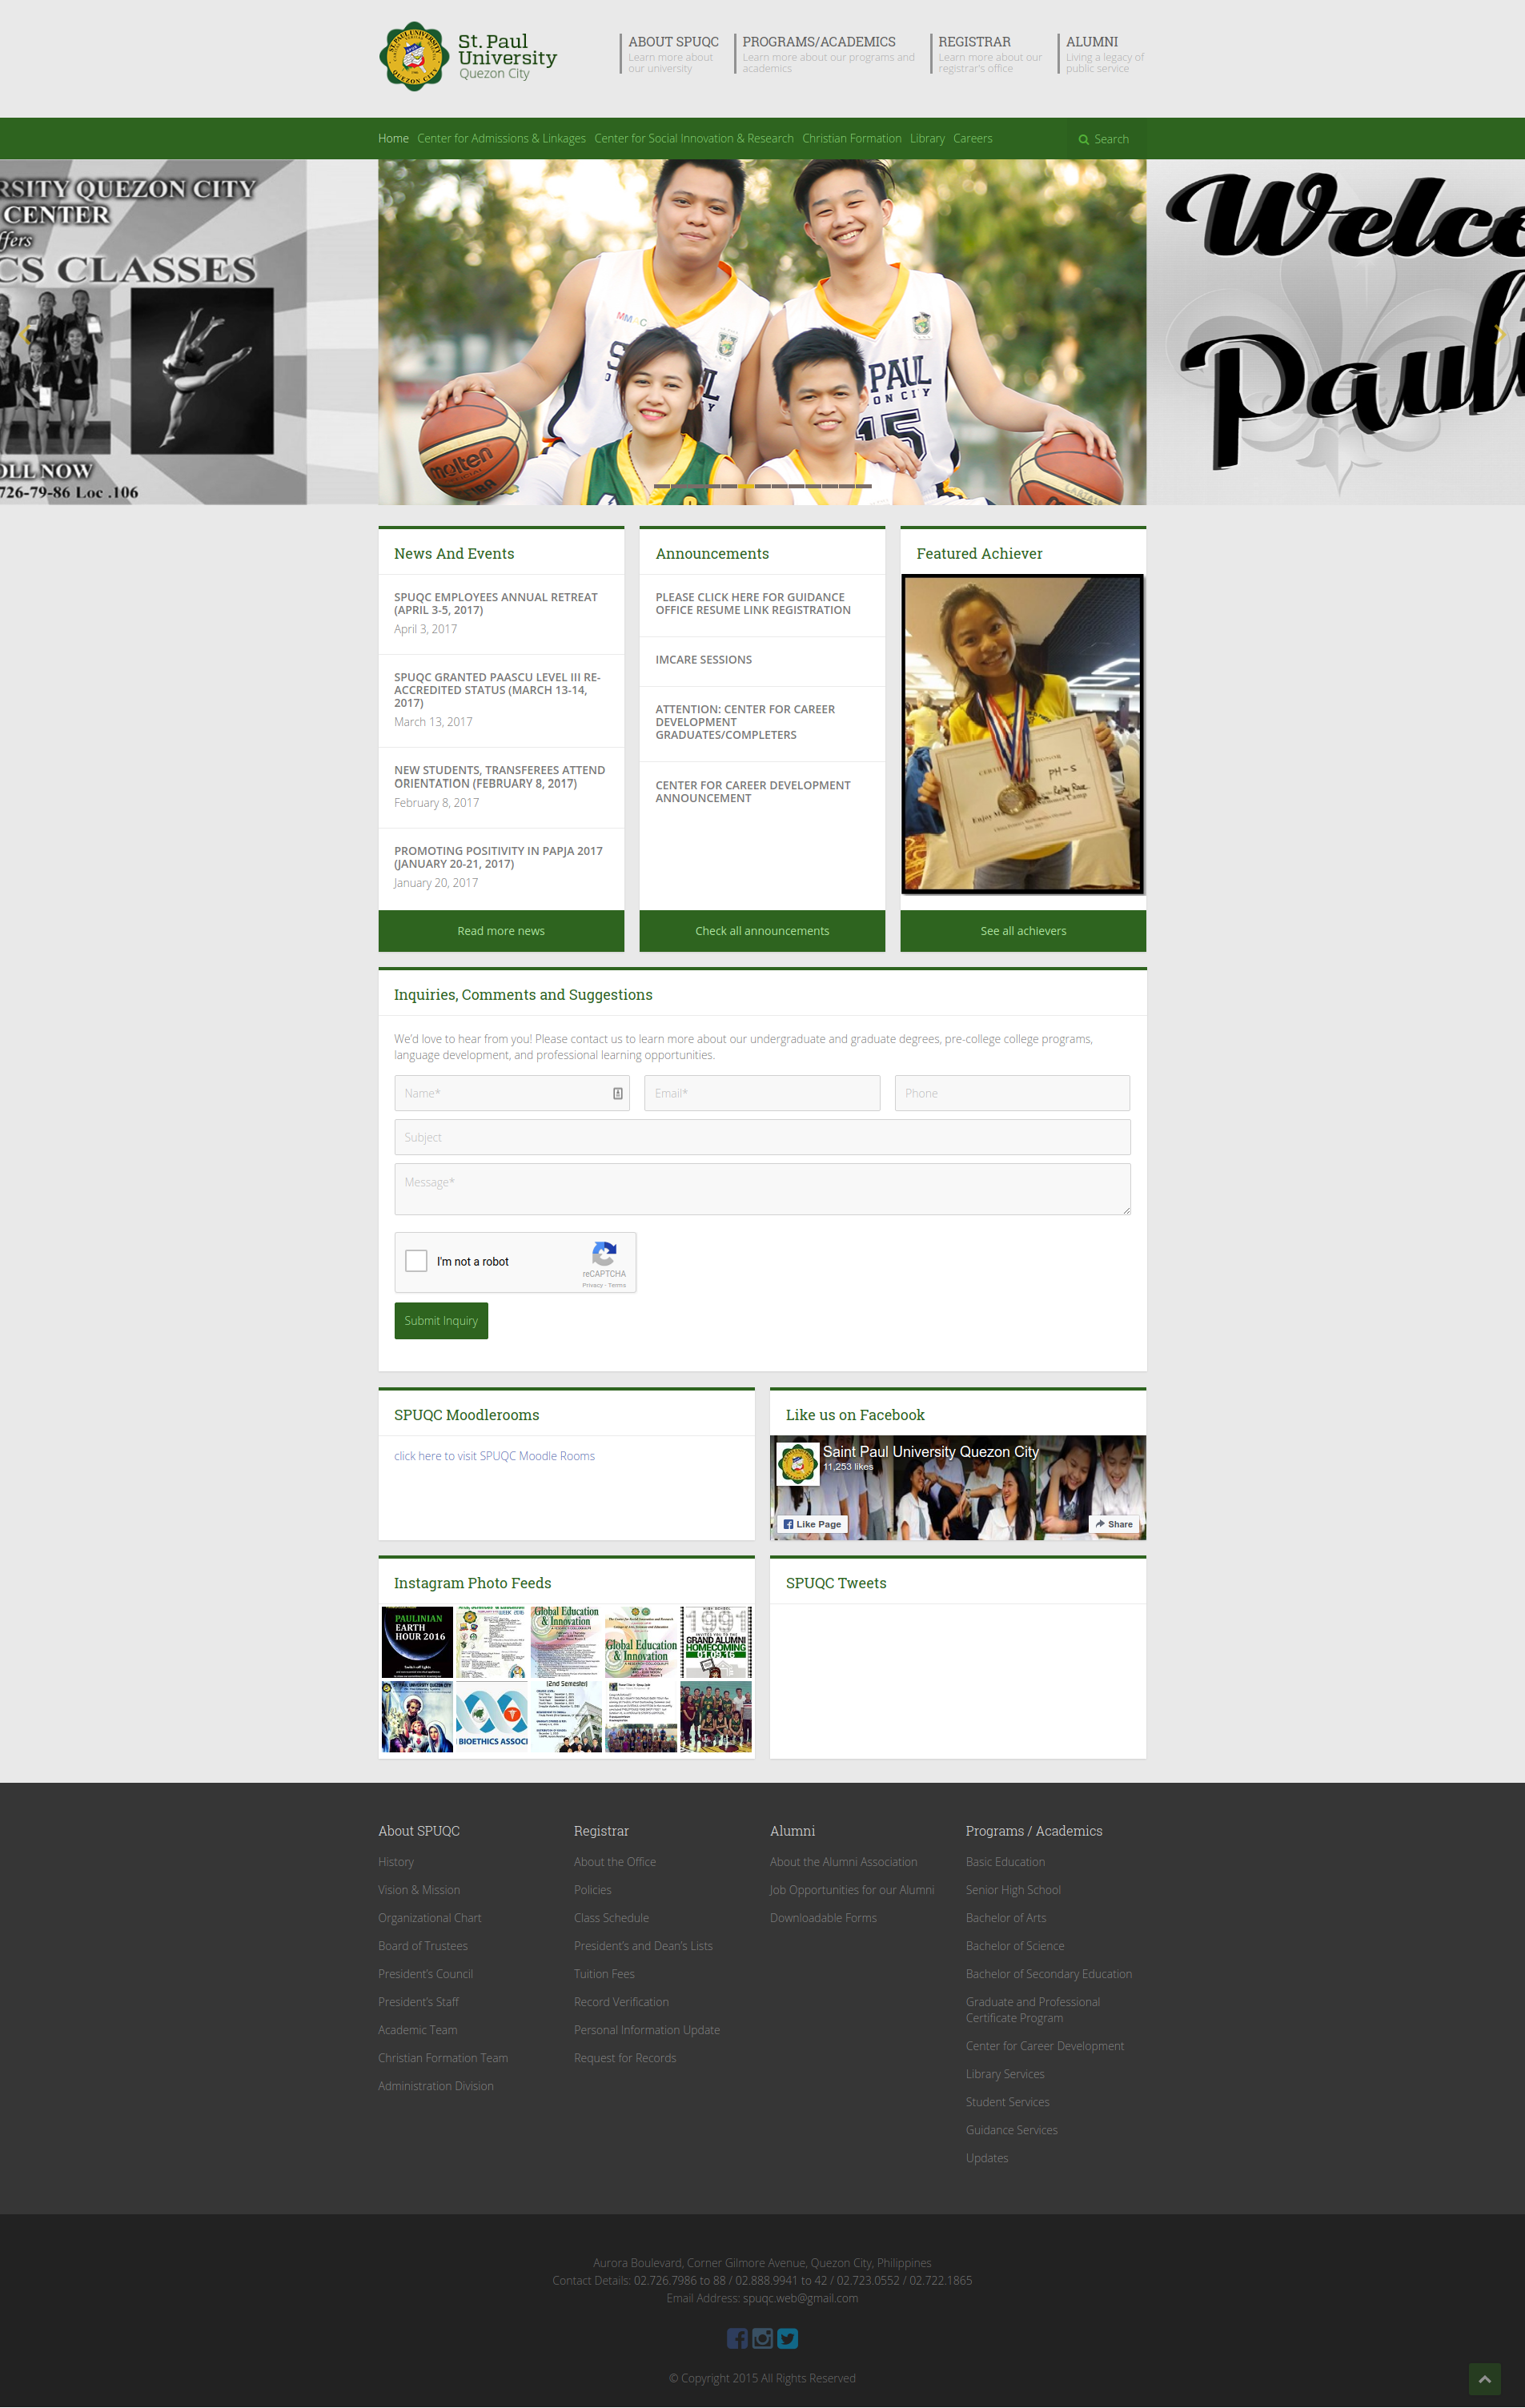 St. Paul
University
Quezon City
ABOUT SPUQC
Learn more about
our university
PROGRAMS/ACADEMICS
Learn more about our programs and
academics
REGISTRAR
Learn more about our
registrar's office
ALUMNI
Living a legacy of
public service
Home Center for Admissions & Linkages Center for Social Innovation & Research Christian Formation Library Careers
Search
RSITY QUEZON CITY
CENTER
ffers
CS CLASSES
OLL NOW
726-79-86 Loc .106
molten
PAUL
ON CITY
15
Welco
Paul
News And Events
SPUQC EMPLOYEES ANNUAL RETREAT
(APRIL 3-5, 2017)
April 3, 2017
SPUQC GRANTED PAASCU LEVEL III RE-
ACCREDITED STATUS (MARCH 13-14,
2017)
March 13, 2017
NEW STUDENTS, TRANSFEREES ATTEND
ORIENTATION (FEBRUARY 8, 2017)
February 8, 2017
PROMOTING POSITIVITY IN PAPJA 2017
(JANUARY 20-21, 2017)
January 20, 2017
Read more news
Announcements
PLEASE CLICK HERE FOR GUIDANCE
OFFICE RESUME LINK REGISTRATION
IMCARE SESSIONS
ATTENTION: CENTER FOR CAREER
DEVELOPMENT
GRADUATES/COMPLETERS
CENTER FOR CAREER DEVELOPMENT
ANNOUNCEMENT
Check all announcements
Featured Achiever
PH-S
See all achievers
Inquiries, Comments and Suggestions
We'd love to hear from you! Please contact us to learn more about our undergraduate and graduate degrees, pre-college college programs,
language development, and professional learning opportunities.
Name*
Email*
Phone
Subject
Message*
I'm not a robot
reCAPTCHA
Privacy - Terms
Submit Inquiry
SPUQC Moodlerooms
click here to visit SPUQC Moodle Rooms
Like us on Facebook
Saint Paul University Quezon City
11,253 likes
Like Page
Share
Instagram Photo Feeds
PAULINIAN
EARTH
HOUR 2016
Global Education
& Innovation
Global Education
& Innovation
1991
GRAND ALUMNI
HOMECOMING
01.09.16
(2nd Semester)
BIOETHICS ASSOCI
SPUQC Tweets
About SPUQC
History
Vision & Mission
Organizational Chart
Board of Trustees
President's Council
President's Staff
Academic Team
Christian Formation Team
Administration Division
Registrar
About the Office
Policies
Class Schedule
President's and Dean's Lists
Tuition Fees
Record Verification
Personal Information Update
Request for Records
Alumni
About the Alumni Association
Job Opportunities for our Alumni
Downloadable Forms
Programs / Academics
Basic Education
Senior High School
Bachelor of Arts
Bachelor of Science
Bachelor of Secondary Education
Graduate and Professional
Certificate Program
Center for Career Development
Library Services
Student Services
Guidance Services
Updates
Aurora Boulevard, Corner Gilmore Avenue, Quezon City, Philippines
Contact Details: 02.726.7986 to 88 / 02.888.9941 to 42 / 02.723.0552 / 02.722.1865
Email Address: spuqc.web@gmail.com
© Copyright 2015 All Rights Reserved